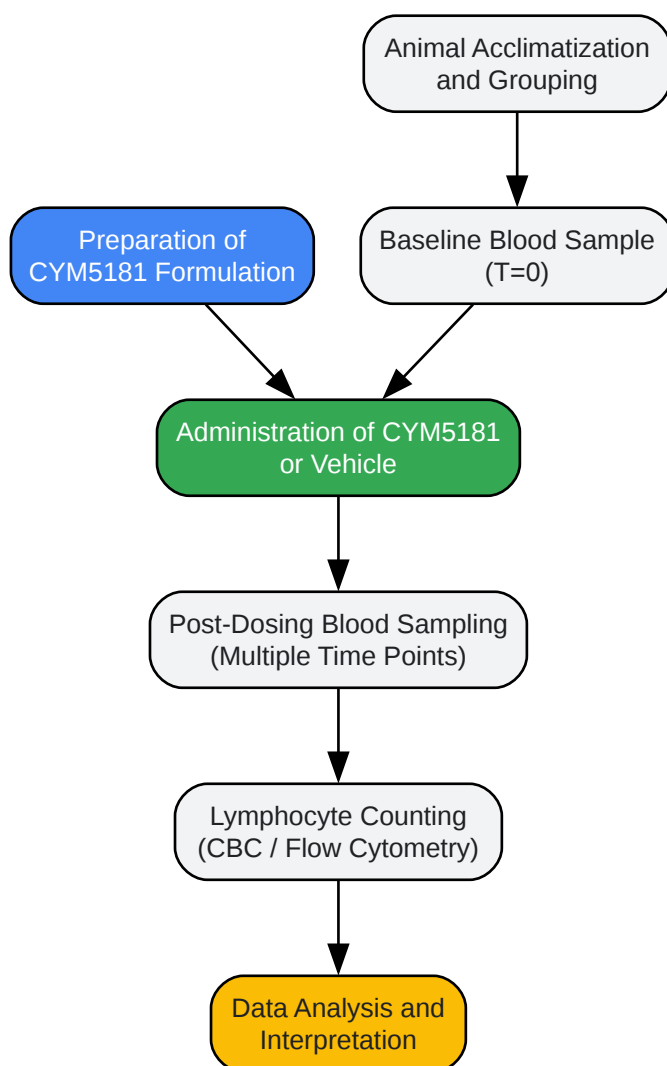 Animal Acclimatization
and Grouping
Preparation of
CYM5181 Formulation
Baseline Blood Sample
(T=0)
Administration of CYM5181
or Vehicle
Post-Dosing Blood Sampling
(Multiple Time Points)
Lymphocyte Counting
(CBC / Flow Cytometry)
Data Analysis and
Interpretation